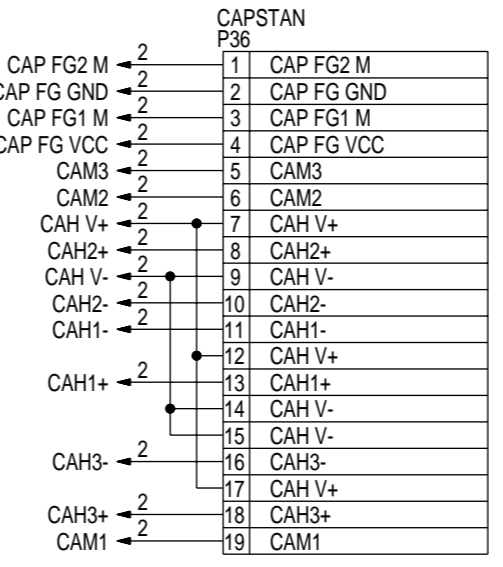 CAPSTAN
P36
CAP FG2 M 2 1 CAP FG2 M
CAP FG GND 2 2 CAP FG GND
CAP FG1 M 2 3 CAP FG1 M
CAP FG VCC 2 4 CAP FG VCC
CAM3 2 5 CAM3
CAM2 2 6 CAM2
CAH V+ 2 7 CAH V+
CAH2+ 2 8 CAH2+
CAH V- 2 9 CAH V-
CAH2- 2 10 CAH2-
CAH1- 2 11 CAH1-
12 CAH V+
CAH1+ 2 13 CAH1+
14 CAH V-
15 CAH V-
CAH3- 2 16 CAH3-
17 CAH V+
CAH3+ 2 18 CAH3+
CAM1 2 19 CAM1